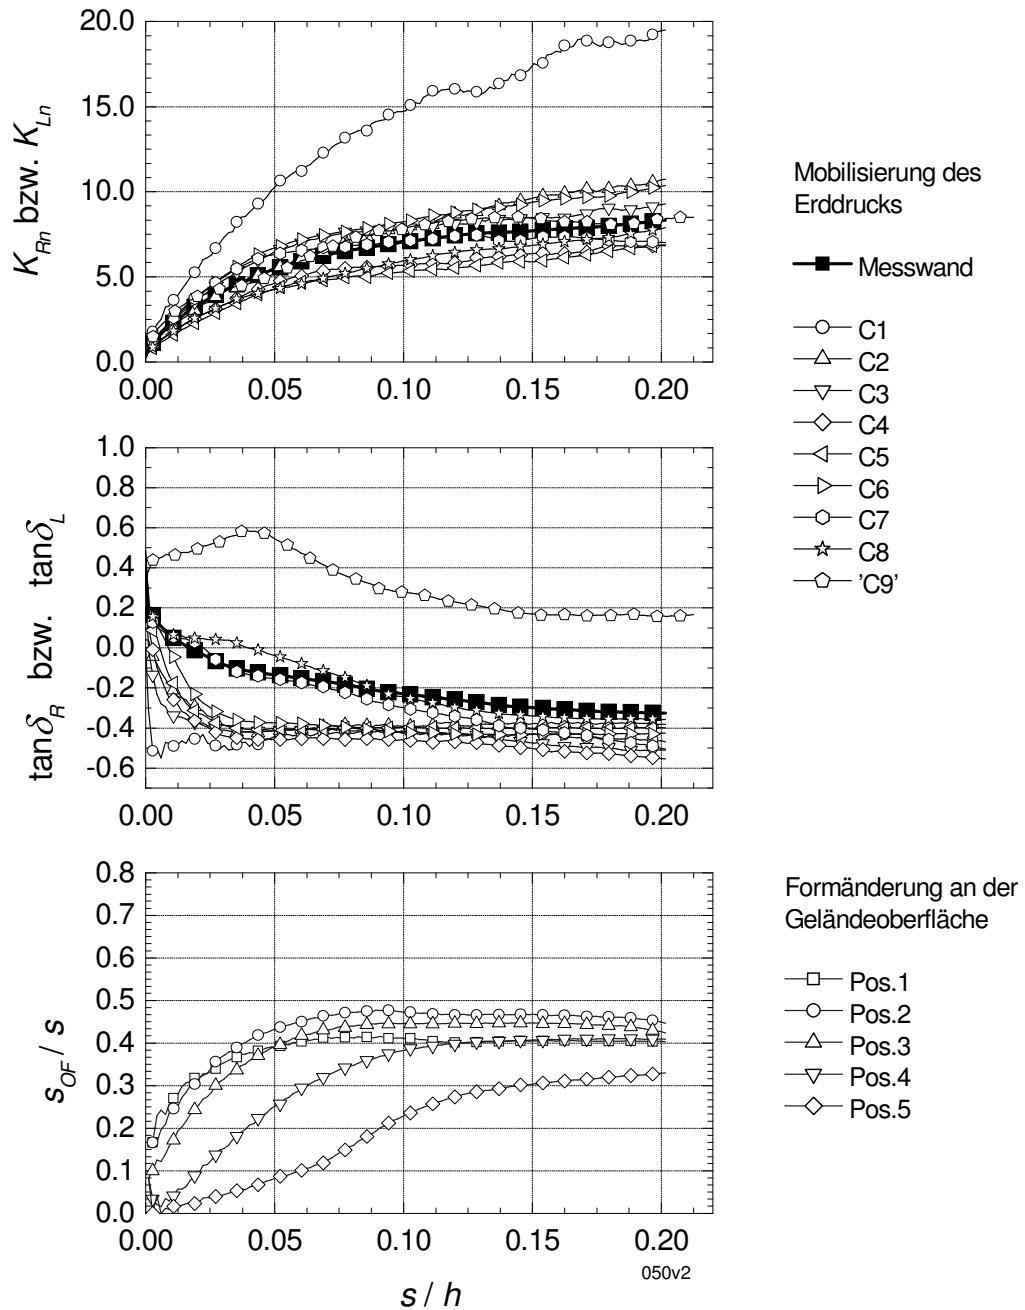 20.0
15.0
10.0
5.0
0.0
K_Rn bzw. K_Ln
0.00 0.05 0.10 0.15 0.20
Mobilisierung des
Erddrucks
Messwand
C1
C2
C3
C4
C5
C6
C7
C8
'C9'
1.0
0.8
0.6
0.4
0.2
0.0
-0.2
-0.4
-0.6
tanδ_R bzw. tanδ_L
0.00 0.05 0.10 0.15 0.20
0.8
0.7
0.6
0.5
0.4
0.3
0.2
0.1
0.0
s_OF / s
0.00 0.05 0.10 0.15 0.20
Formänderung an der
Geländeoberfläche
Pos.1
Pos.2
Pos.3
Pos.4
Pos.5
050v2
s / h